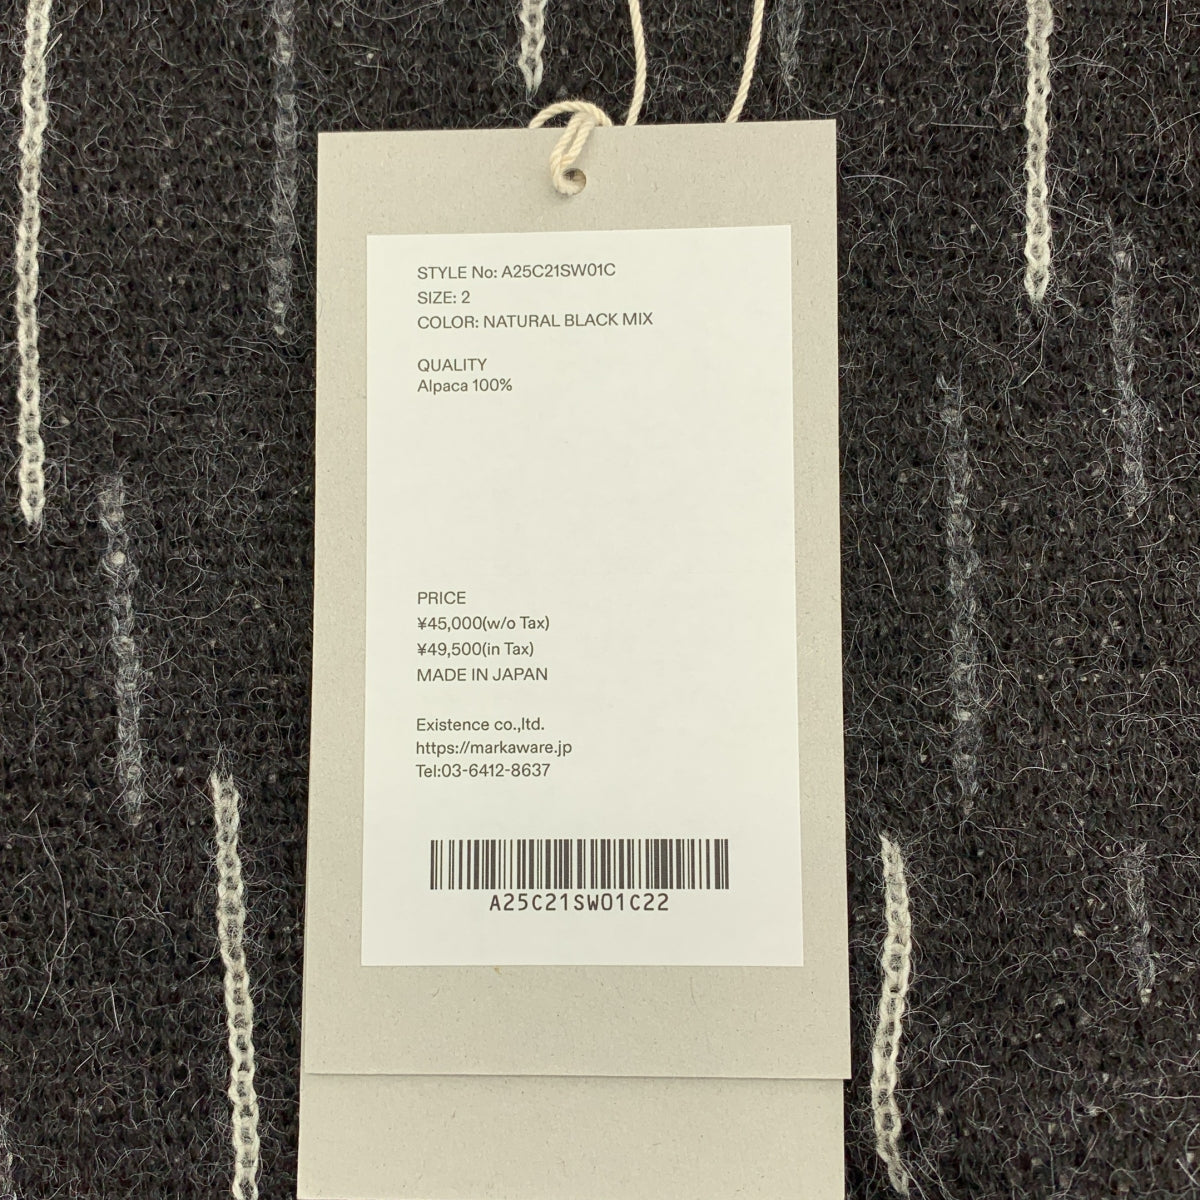 STYLE No: A25C21SW01C
SIZE: 2
COLOR: NATURAL BLACK MIX
QUALITY
Alpaca 100%
PRICE
¥45,000(w/o Tax)
¥49,500(in Tax)
MADE IN JAPAN
Existence co.,ltd.
https://markaware.jp
Tel:03-6412-8637
A25C21SW01C22